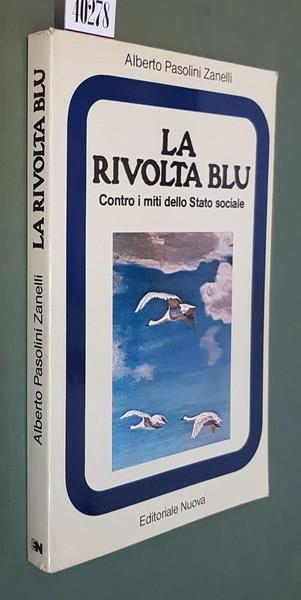 40278
Alberto Pasolini Zanelli
LA
RIVOLTA BLU
Contro i miti dello Stato sociale
Editoriale Nuova
LA RIVOLTA BLU
Alberto Pasolini Zanelli
EN